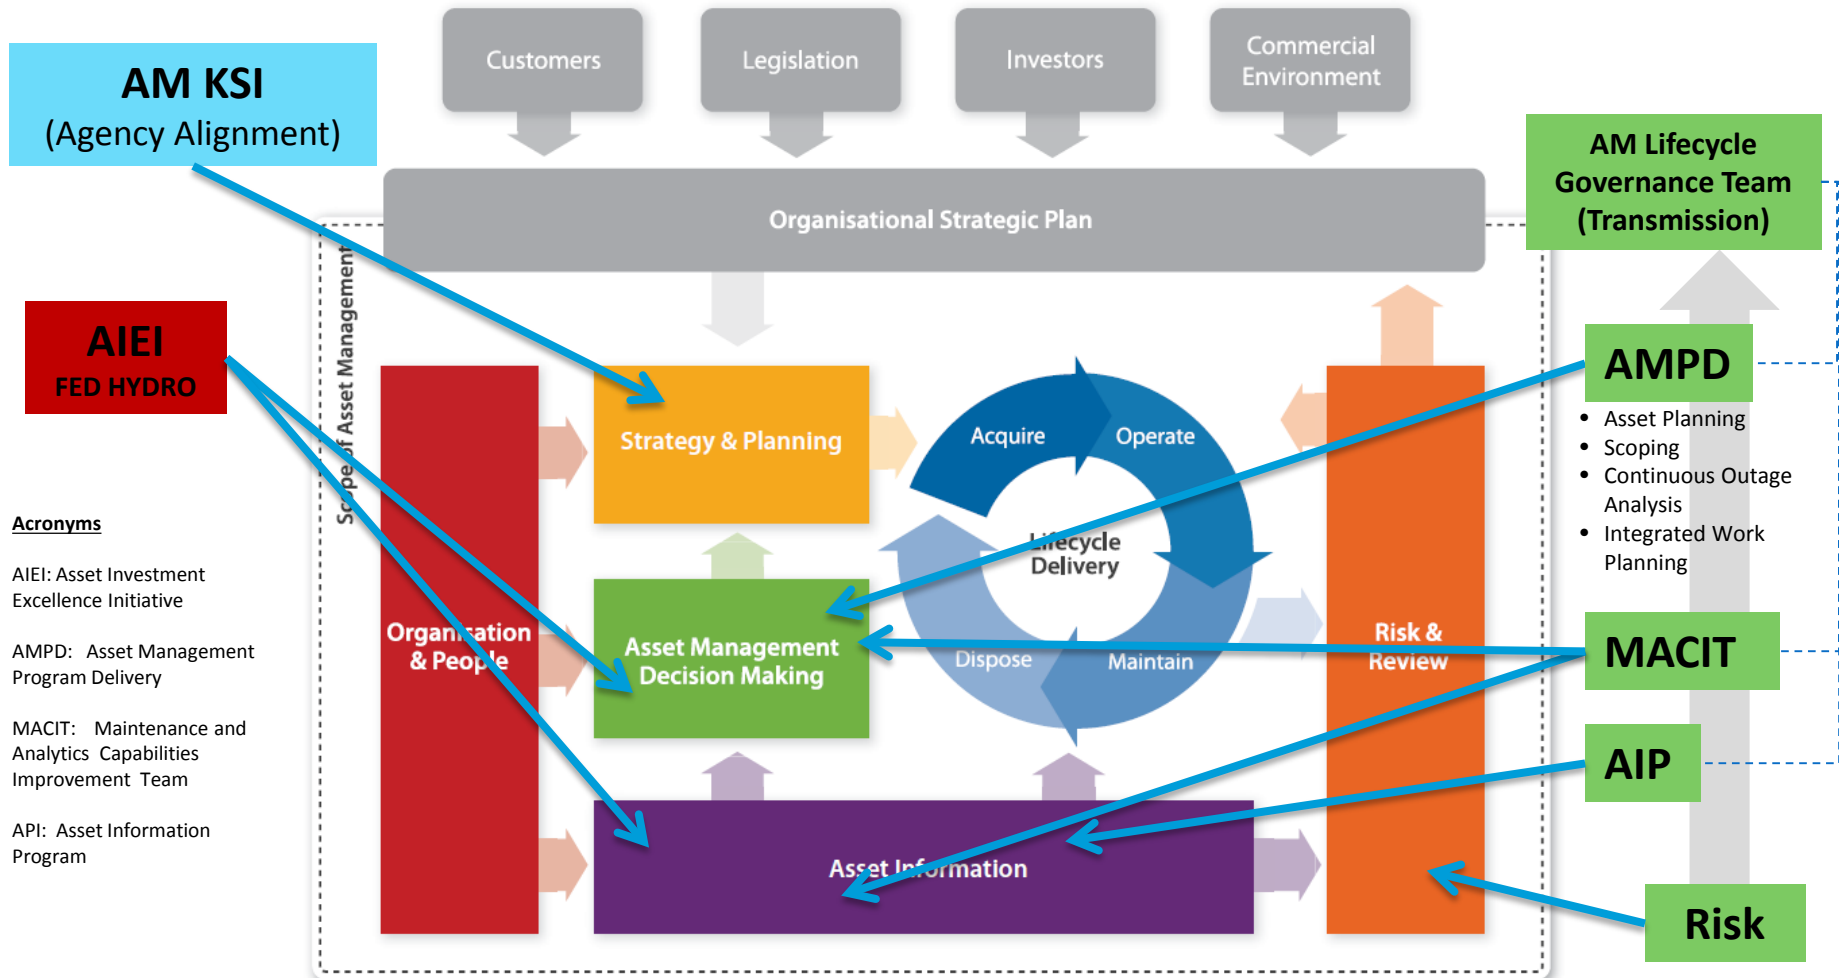 Customers
Legislation
Investors
Commercial
Environment
AM KSI
(Agency Alignment)
AM Lifecycle
Governance Team
(Transmission)
Organisational Strategic Plan
Scope of Asset Management
AIEI
FED HYDRO
AMPD
• Asset Planning
• Scoping
• Continuous Outage
Analysis
• Integrated Work
Planning
Strategy & Planning
Acquire
Operate
Lifecycle
Delivery
Dispose
Maintain
Organisation
& People
Asset Management
Decision Making
Risk &
Review
MACIT
AIP
Asset Information
Risk
Acronyms
AIEI: Asset Investment
Excellence Initiative
AMPD: Asset Management
Program Delivery
MACIT: Maintenance and
Analytics Capabilities
Improvement Team
API: Asset Information
Program